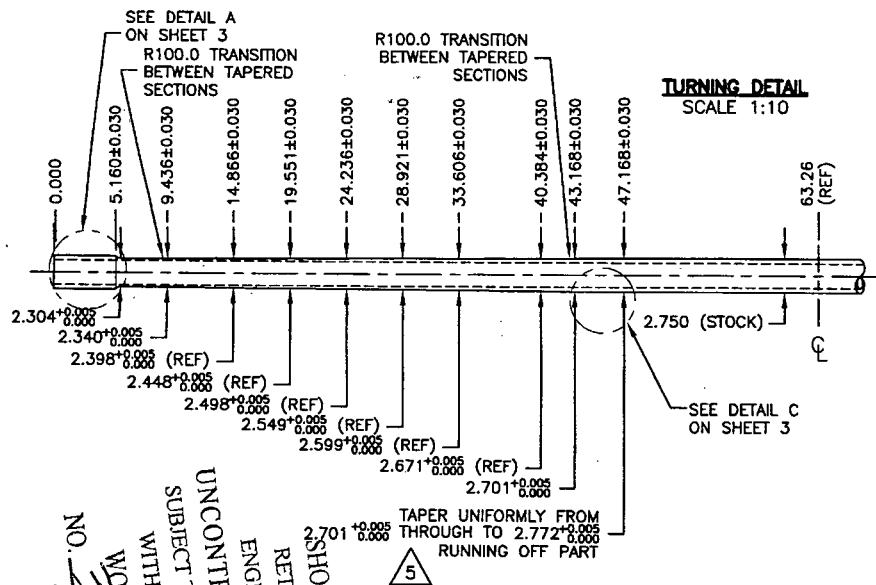 SEE DETAIL A
ON SHEET 3
R100.0 TRANSITION
BETWEEN TAPERED
SECTIONS
R100.0 TRANSITION
BETWEEN TAPERED
SECTIONS
TURNING DETAIL
SCALE 1:10
0.000
5.160±0.030
9.436±0.030
14.866±0.030
19.551±0.030
24.236±0.030
28.921±0.030
33.606±0.030
40.384±0.030
43.168±0.030
47.168±0.030
63.26
(REF)
2.304+0.005 0.000
2.340+0.005 0.000
2.398+0.005 0.000 (REF)
2.448+0.005 0.000 (REF)
2.498+0.005 0.000 (REF)
2.549+0.005 0.000 (REF)
2.599+0.005 0.000 (REF)
2.671+0.005 0.000 (REF)
2.701+0.005 0.000
2.750 (STOCK)
℄
SEE DETAIL C
ON SHEET 3
TAPER UNIFORMLY FROM
2.701 +0.005 0.000 THROUGH TO 2.772+0.005 0.000
RUNNING OFF PART
5
UNCONT
SUBJECT
WITH
NO.